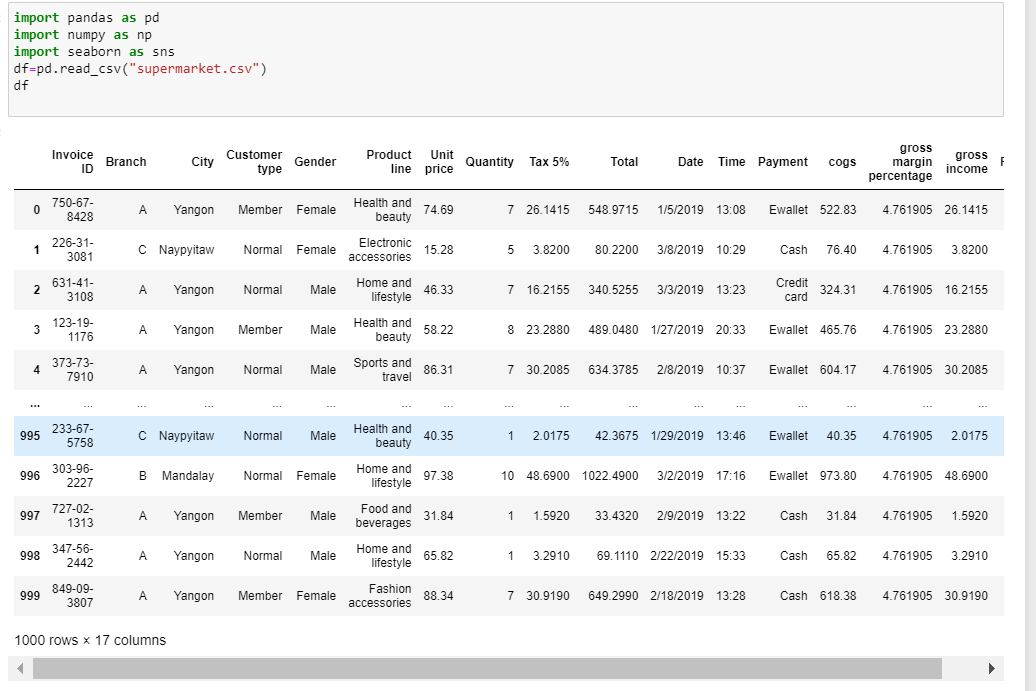 import pandas as pd
import numpy as np
import seaborn as sns
df=pd.read_csv("supermarket.csv")
df
Invoice ID Branch City Customer type Gender Product line Unit price Quantity Tax 5% Total Date Time Payment cogs gross margin percentage gross income
0 750-67-8428 A Yangon Member Female Health and beauty 74.69 7 26.1415 548.9715 1/5/2019 13:08 Ewallet 522.83 4.761905 26.1415
1 226-31-3081 C Naypyitaw Normal Female Electronic accessories 15.28 5 3.8200 80.2200 3/8/2019 10:29 Cash 76.40 4.761905 3.8200
2 631-41-3108 A Yangon Normal Male Home and lifestyle 46.33 7 16.2155 340.5255 3/3/2019 13:23 Credit card 324.31 4.761905 16.2155
3 123-19-1176 A Yangon Member Male Health and beauty 58.22 8 23.2880 489.0480 1/27/2019 20:33 Ewallet 465.76 4.761905 23.2880
4 373-73-7910 A Yangon Normal Male Sports and travel 86.31 7 30.2085 634.3785 2/8/2019 10:37 Ewallet 604.17 4.761905 30.2085
... ... ... ... ... ... ... ... ... ... ... ... ... ... ... ... ...
995 233-67-5758 C Naypyitaw Normal Male Health and beauty 40.35 1 2.0175 42.3675 1/29/2019 13:46 Ewallet 40.35 4.761905 2.0175
996 303-96-2227 B Mandalay Normal Female Home and lifestyle 97.38 10 48.6900 1022.4900 3/2/2019 17:16 Ewallet 973.80 4.761905 48.6900
997 727-02-1313 A Yangon Member Male Food and beverages 31.84 1 1.5920 33.4320 2/9/2019 13:22 Cash 31.84 4.761905 1.5920
998 347-56-2442 A Yangon Normal Male Home and lifestyle 65.82 1 3.2910 69.1110 2/22/2019 15:33 Cash 65.82 4.761905 3.2910
999 849-09-3807 A Yangon Member Female Fashion accessories 88.34 7 30.9190 649.2990 2/18/2019 13:28 Cash 618.38 4.761905 30.9190
1000 rows × 17 columns